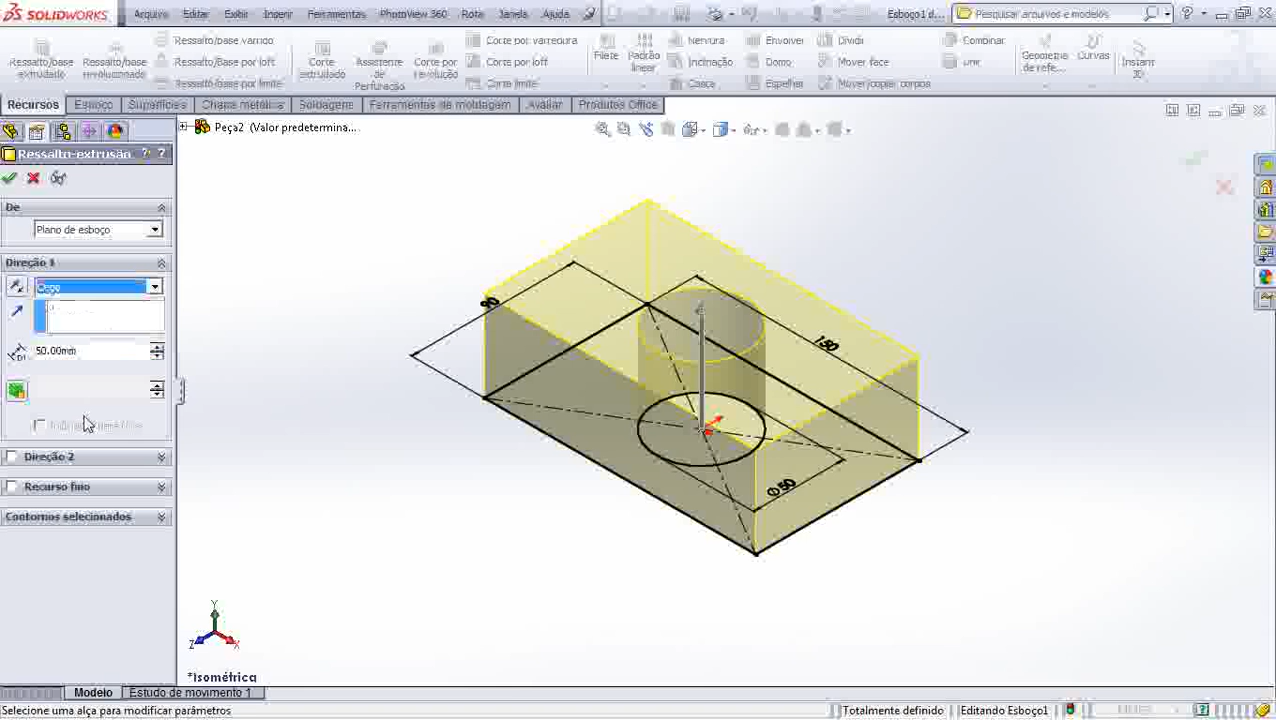 SOLIDWORKS Arquivo Editar Exibir Inserir Ferramentas PhotoView 360 Rota Janela Ajuda Esboço1 d... Pesquisar arquivos e modelos
Ressalto/base extrudado
Ressalto/base revolucionado
Ressalto/base varrido
Ressalto/base por loft
Ressalto/base por limite
Corte extrudado
Assistente de Perfuração
Corte por revolução
Corte por varredura
Corte por loft
Corte limite
Filete
Padrão linear
Nervura
Inclinação
Casca
Envolver
Domo
Espelhar
Dividi
Mover face
Mover/copiar corpos
Combinar
Geometria de refe...
Curvas
Instant 3D
Recursos Esboço Superfícies Chapa metálica Soldagens Ferramentas de moldagem Avaliar Produtos Office
Peça2 (Valor predetermina...
Ressalto-extrusão ? ?
De
Plano de esboço
Direção 1
Cego
50.00mm
Direção 2
Recurso fino
Contornos selecionados
90
150
Ø50
Y
Z
X
*Isométrica
Modelo Estudo de movimento 1
Selecione uma alça para modificar parâmetros Totalmente definido Editando Esboço1